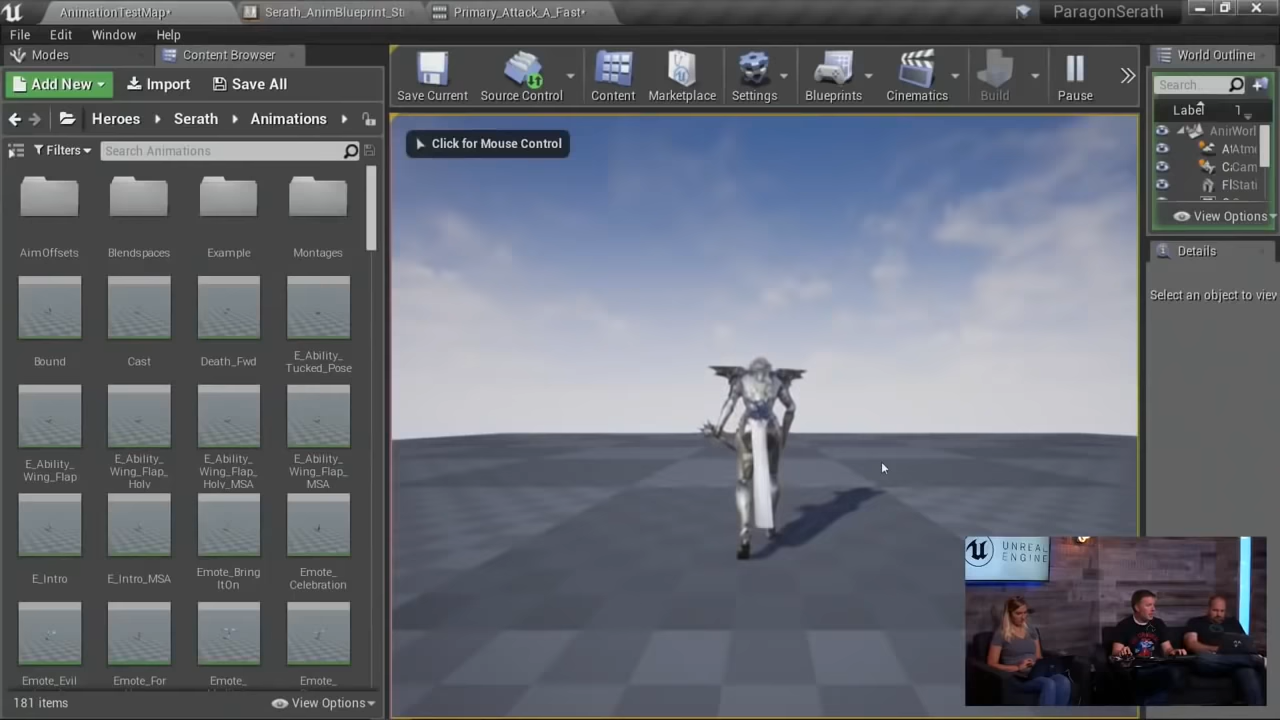 AnimationTestMap*
Serath_AnimBlueprint_St
Primary_Attack_A_Fast*
ParagonSerath
File Edit Window Help
Modes
Content Browser
World Outliner
Add New
Import
Save All
Save Current
Source Control
Content
Marketplace
Settings
Blueprints
Cinematics
Build
Pause
Search...
Label
Heroes
Serath
Animations
Filters
Search Animations
Click for Mouse Control
View Options
Details
Select an object to view
AimOffsets
Blendspaces
Example
Montages
Bound
Cast
Death_Fwd
E_Ability_
Tucked_Pose
E_Ability_
Wing_Flap
E_Ability_
Wing_Flap_
Holy
E_Ability_
Wing_Flap_
Holy_MSA
E_Ability_
Wing_Flap_
MSA
E_Intro
E_Intro_MSA
Emote_Bring
ItOn
Emote_
Celebration
Emote_Evil
Emote_For
Emote_
Emote_
181 items
View Options
UNREAL
ENGINE